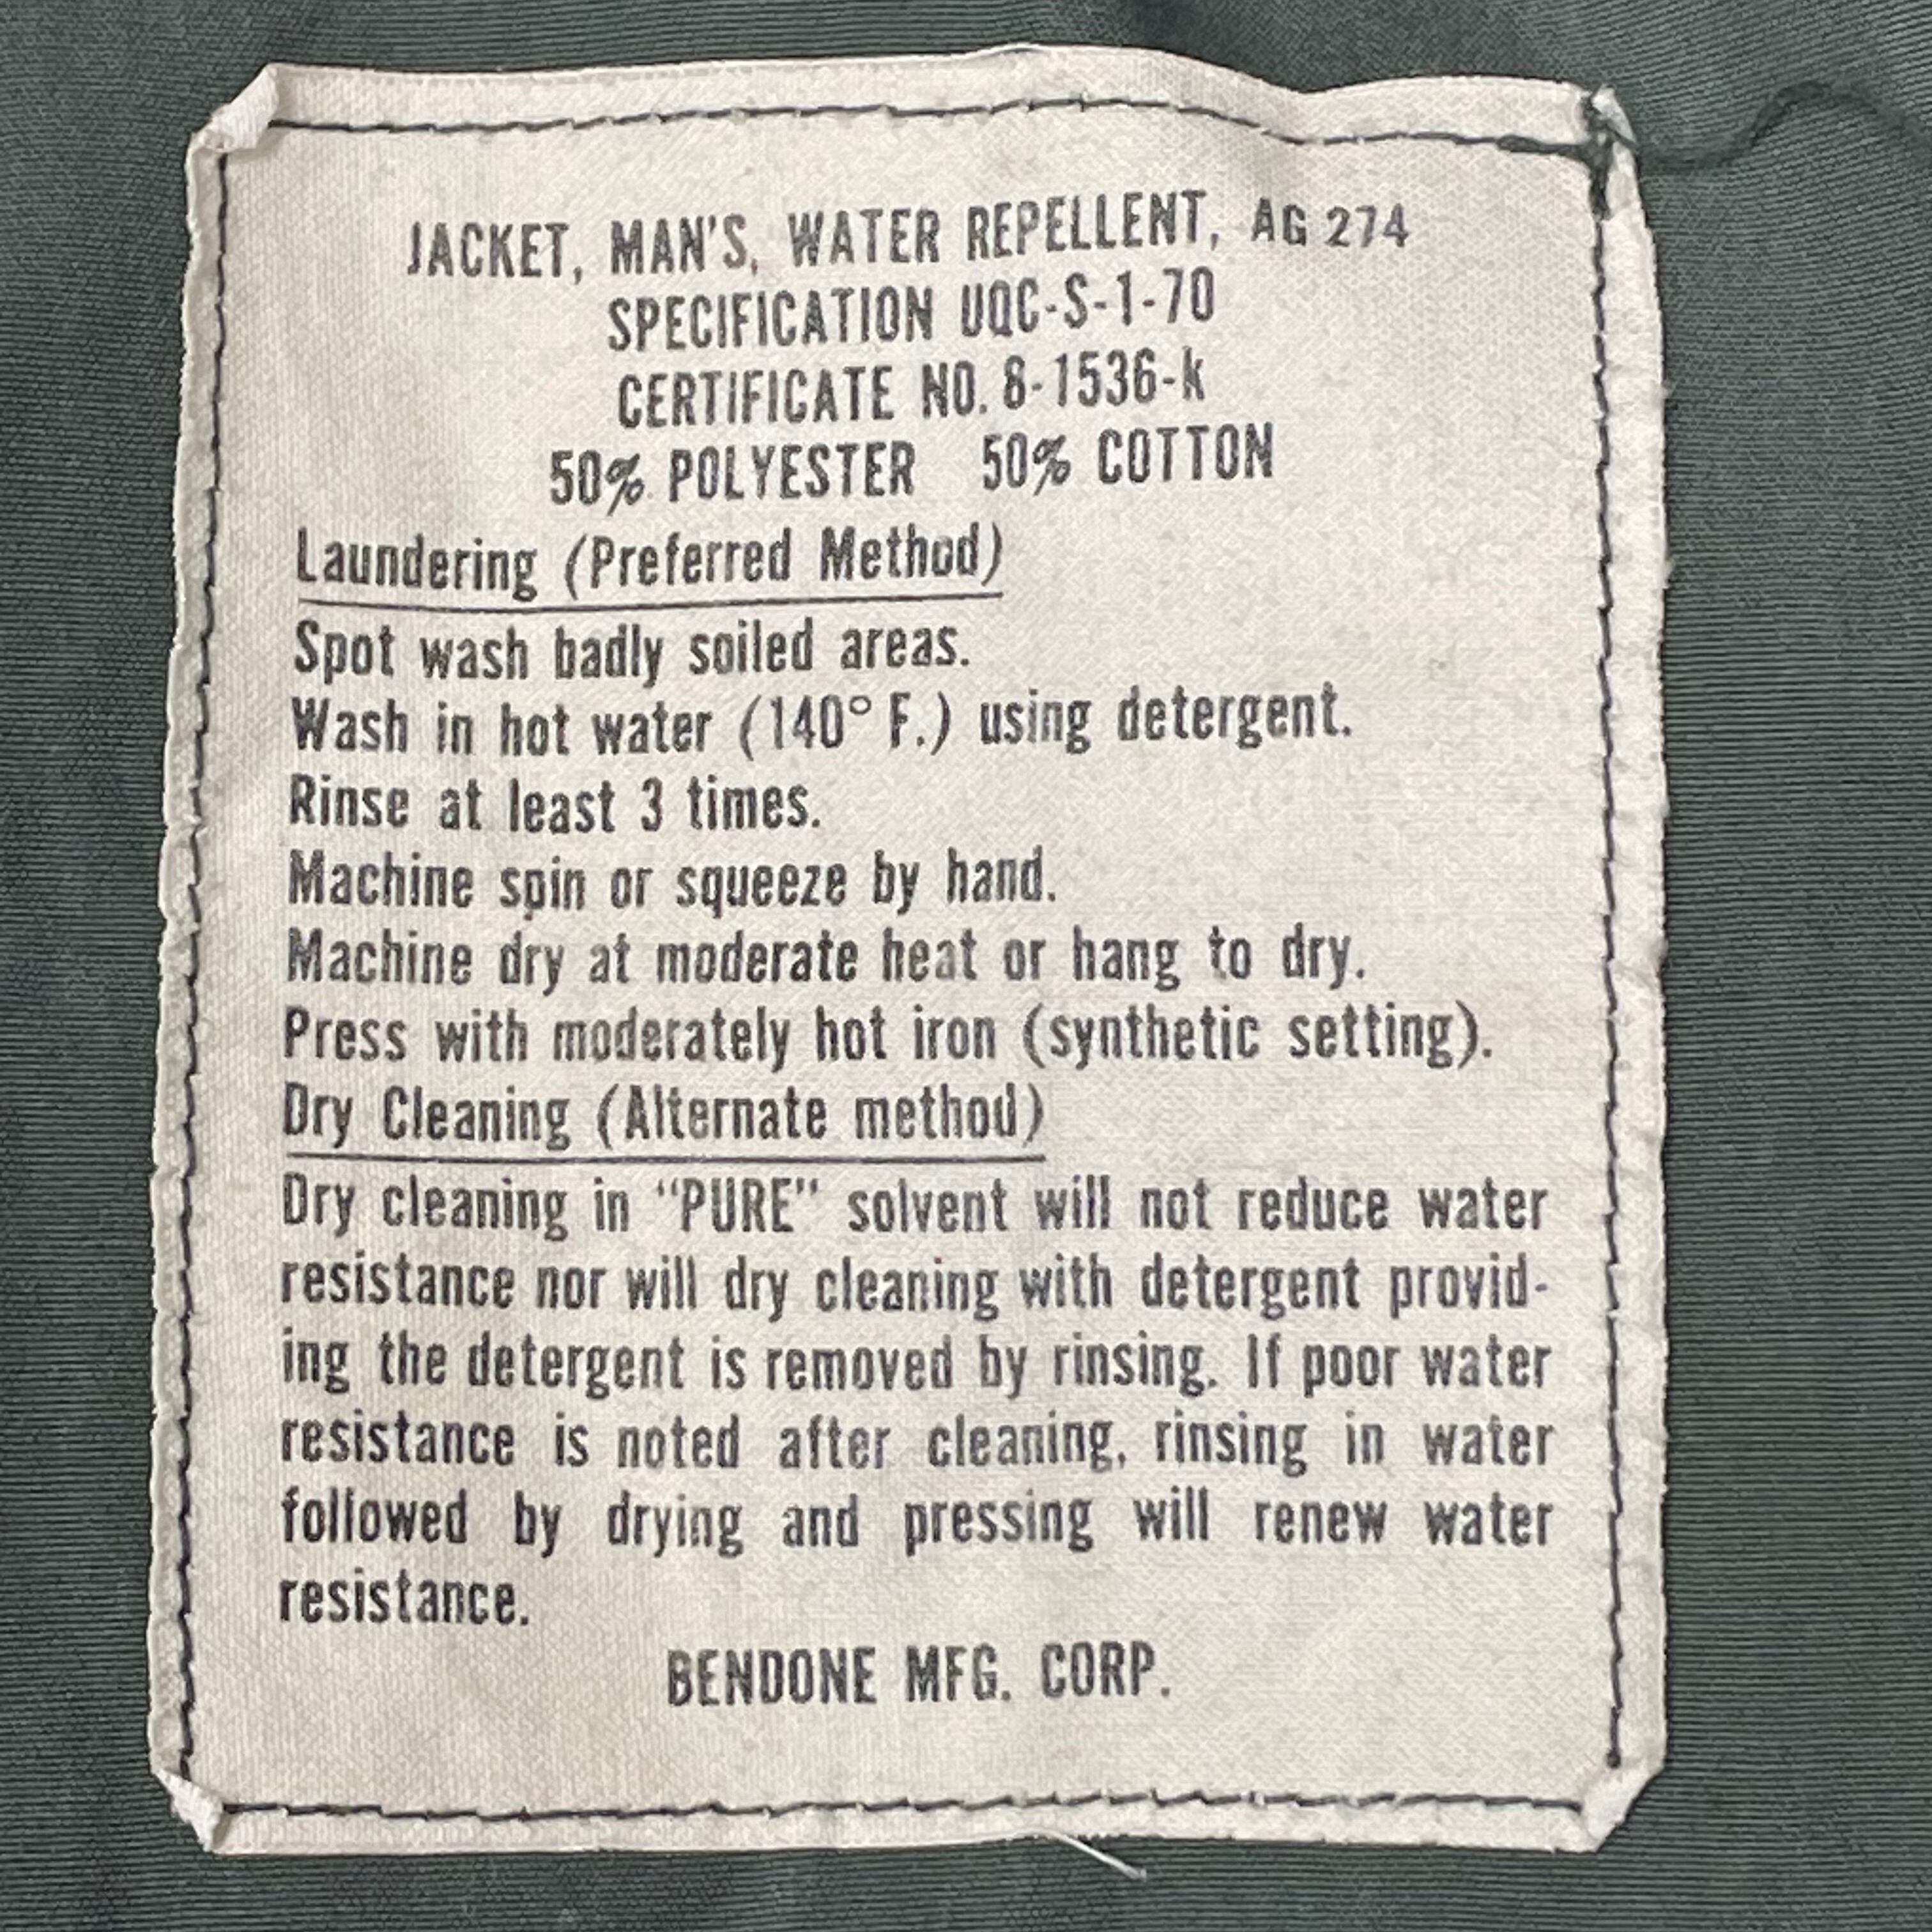 JACKET, MAN'S, WATER REPELLENT, AG 274
SPECIFICATION UQC-S-1-70
CERTIFICATE NO. 8-1536-k
50% POLYESTER 50% COTTON
Laundering (Preferred Method)
Spot wash badly soiled areas.
Wash in hot water (140° F.) using detergent.
Rinse at least 3 times.
Machine spin or squeeze by hand.
Machine dry at moderate heat or hang to dry.
Press with moderately hot iron (synthetic setting).
Dry Cleaning (Alternate method)
Dry cleaning in “PURE” solvent will not reduce water
resistance nor will dry cleaning with detergent provid-
ing the detergent is removed by rinsing. If poor water
resistance is noted after cleaning, rinsing in water
followed by drying and pressing will renew water
resistance.
BENDONE MFG. CORP.